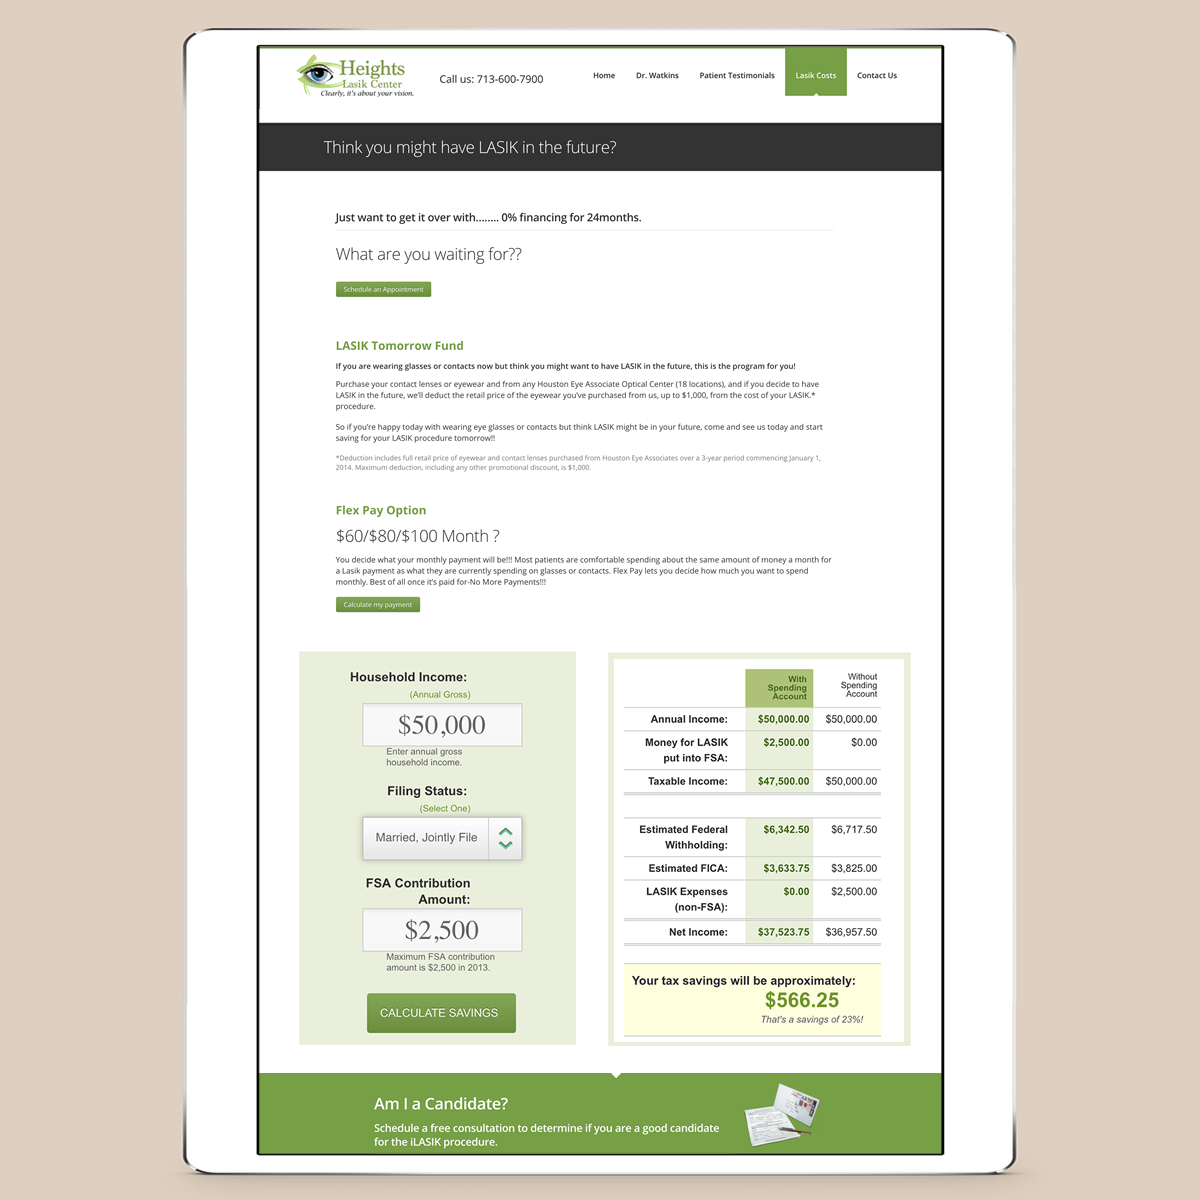 Heights
Lasik Center
Clearly, it's about your vision.
Call us: 713-600-7900
Home
Dr. Watkins
Patient Testimonials
Lasik Costs
Contact Us
Think you might have LASIK in the future?
Just want to get it over with........ 0% financing for 24months.
What are you waiting for??
Schedule an Appointment
LASIK Tomorrow Fund
If you are wearing glasses or contacts now but think you might want to have LASIK in the future, this is the program for you!
Purchase your contact lenses or eyewear and from any Houston Eye Associate Optical Center (18 locations), and if you decide to have
LASIK in the future, we'll deduct the retail price of the eyewear you've purchased from us, up to $1,000, from the cost of your LASIK.*
procedure.
So if you're happy today with wearing eye glasses or contacts but think LASIK might be in your future, come and see us today and start
saving for your LASIK procedure tomorrow!!
*Deduction includes full retail price of eyewear and contact lenses purchased from Houston Eye Associates over a 3-year period commencing January 1,
2014. Maximum deduction, including any other promotional discount, is $1,000.
Flex Pay Option
$60/$80/$100 Month ?
You decide what your monthly payment will be!!! Most patients are comfortable spending about the same amount of money a month for
a Lasik payment as what they are currently spending on glasses or contacts. Flex Pay lets you decide how much you want to spend
monthly. Best of all once it's paid for-No More Payments!!!
Calculate my payment
Household Income:
(Annual Gross)
$50,000
Enter annual gross
household income.
Filing Status:
(Select One)
Married, Jointly File
FSA Contribution
Amount:
$2,500
Maximum FSA contribution
amount is $2,500 in 2013.
CALCULATE SAVINGS
With
Spending
Account
Without
Spending
Account
Annual Income: $50,000.00 $50,000.00
Money for LASIK $2,500.00 $0.00
put into FSA:
Taxable Income: $47,500.00 $50,000.00
Estimated Federal $6,342.50 $6,717.50
Withholding:
Estimated FICA: $3,633.75 $3,825.00
LASIK Expenses $0.00 $2,500.00
(non-FSA):
Net Income: $37,523.75 $36,957.50
Your tax savings will be approximately:
$566.25
That's a savings of 23%!
Am I a Candidate?
Schedule a free consultation to determine if you are a good candidate
for the iLASIK procedure.